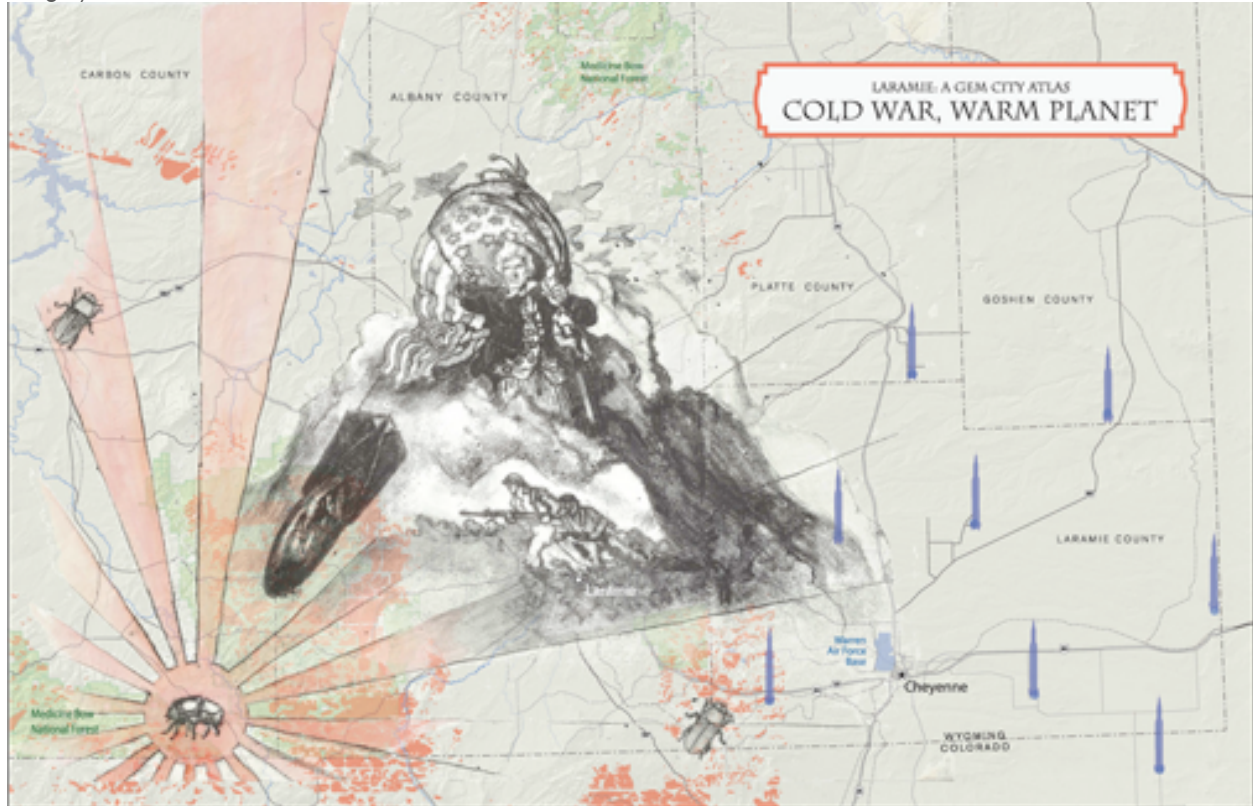 CARBON COUNTY
ALBANY COUNTY
Medicine Bow
National Forest
LARAMIE: A GEM CITY ATLAS
COLD WAR, WARM PLANET
PLATTE COUNTY
GOSHEN COUNTY
LARAMIE COUNTY
Laramie
Warren
Air Force
Base
Cheyenne
Medicine Bow
National Forest
WYOMING
COLORADO